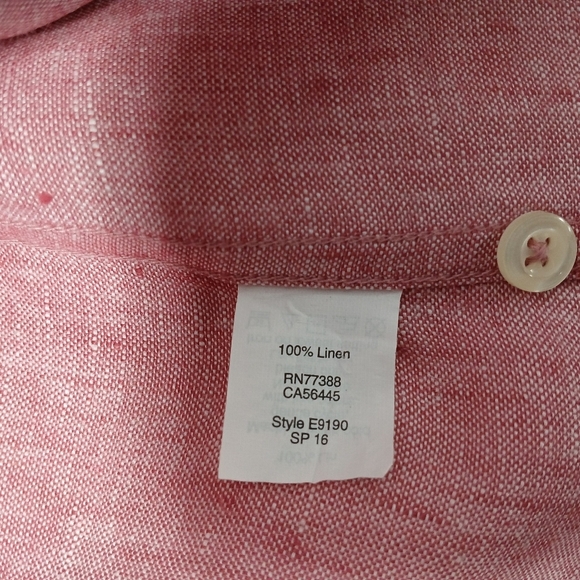 100% Linen
RN77388
CA56445
Style E9190
SP 16